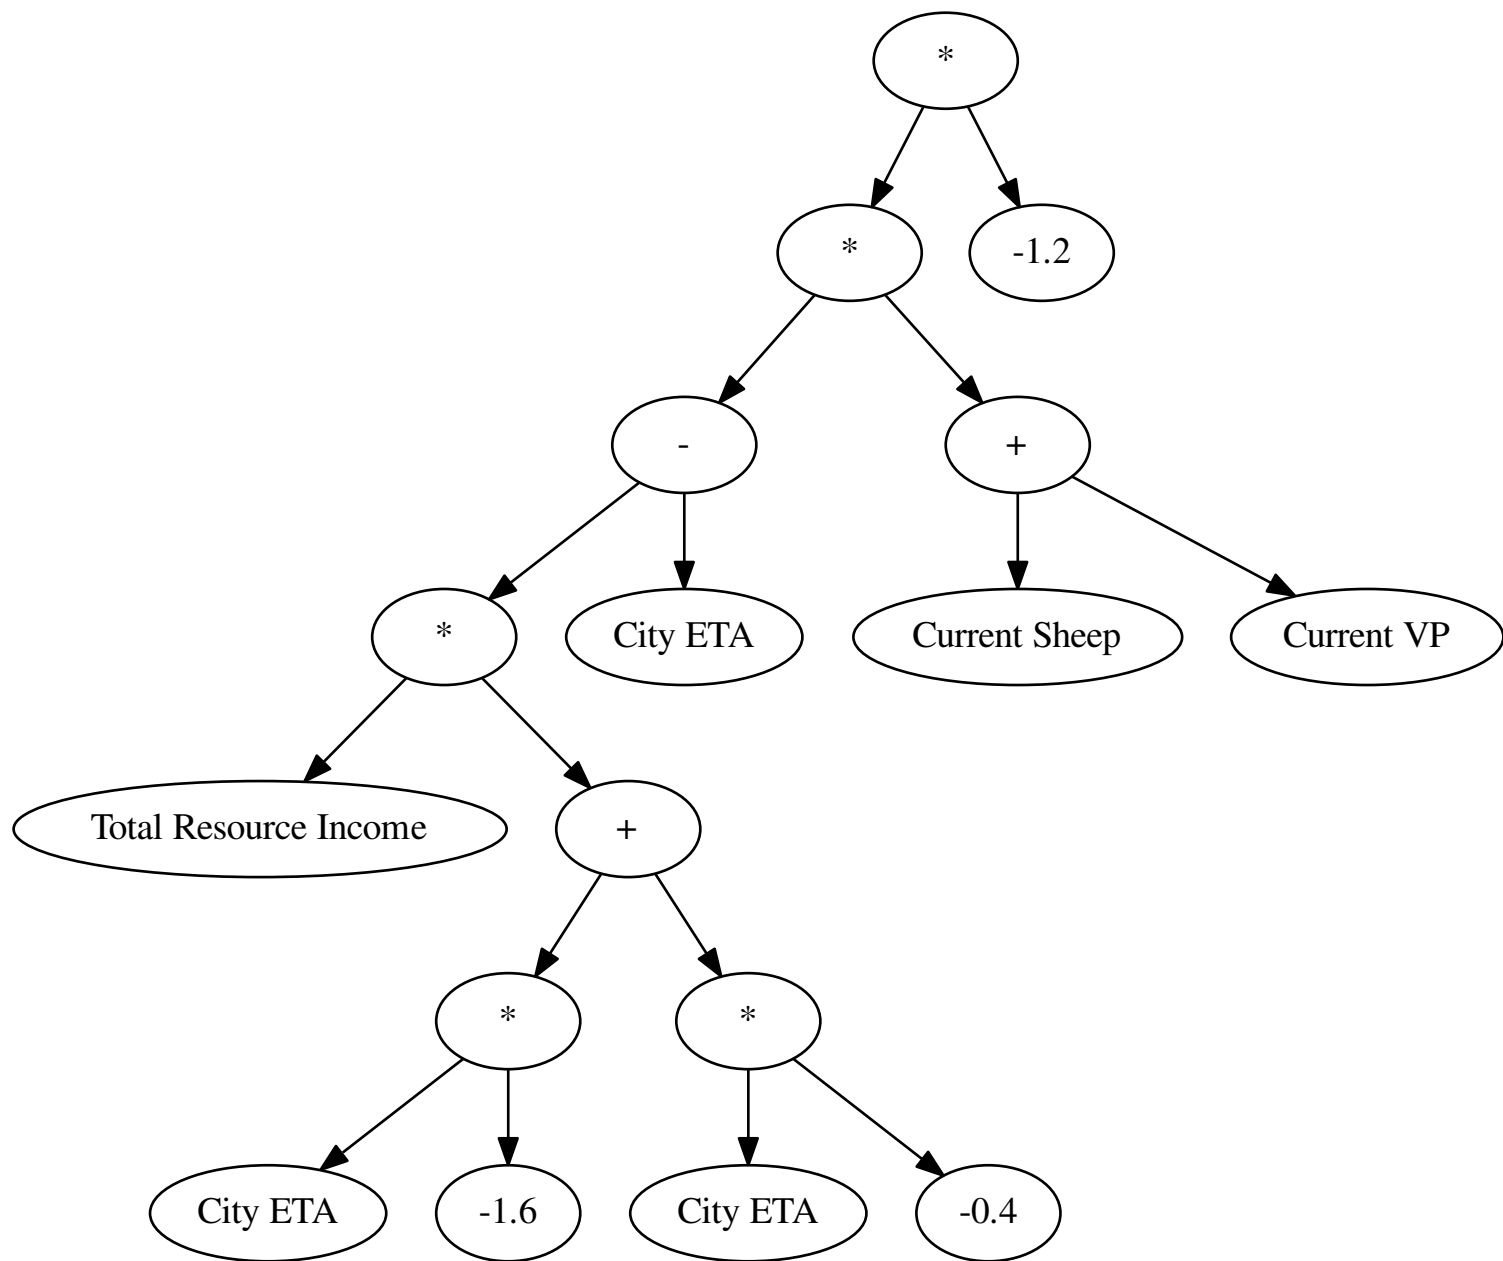 *
*
-1.2
-
+
*
City ETA
Current Sheep
Current VP
Total Resource Income
+
*
*
City ETA
-1.6
City ETA
-0.4